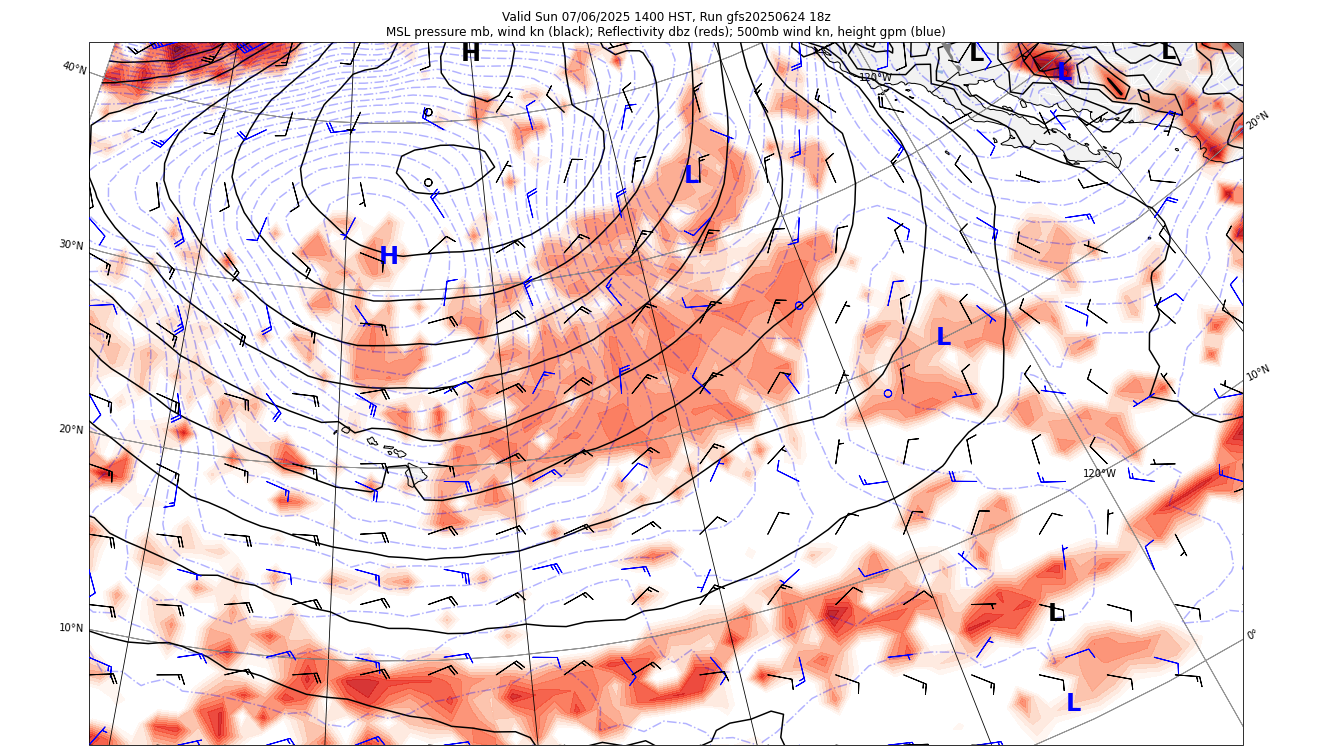 Valid Sun 07/06/2025 1400 HST, Run gfs20250624 18z
MSL pressure mb, wind kn (black); Reflectivity dbz (reds); 500mb wind kn, height gpm (blue)
H
L
L
40°N
L
120°W
20°N
L
30°N
H
L
10°N
20°N
120°W
L
10°N
0°
L